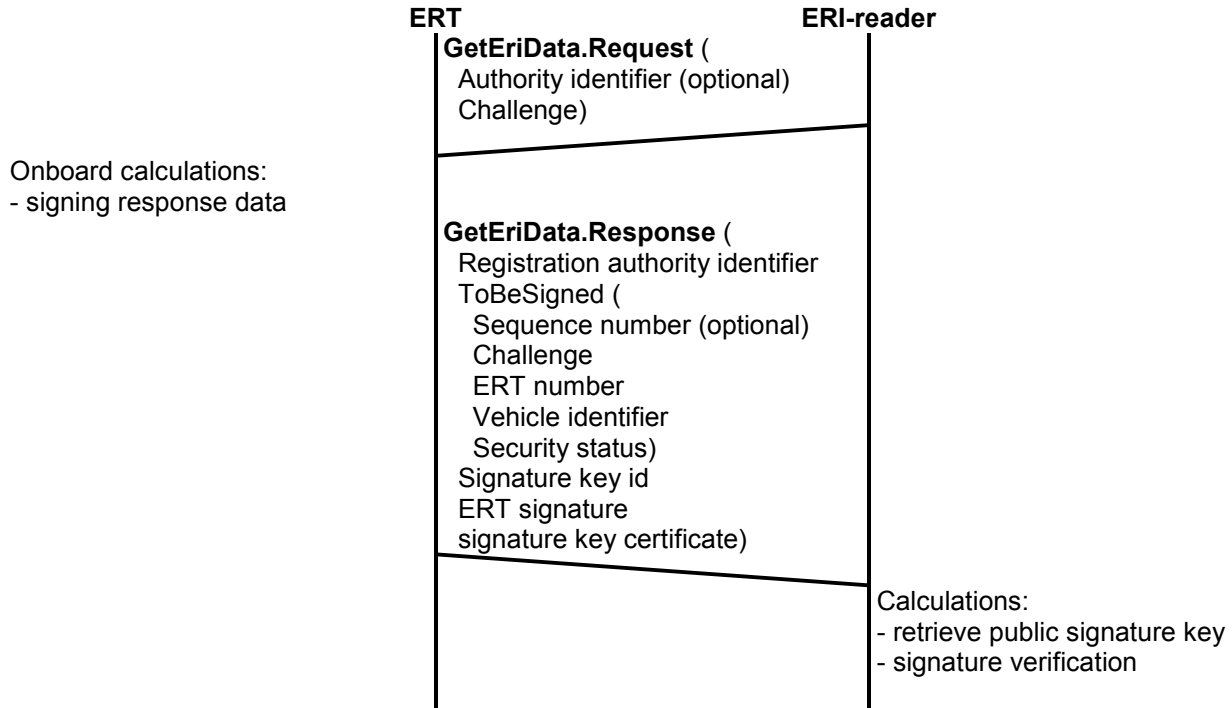 ERT
ERI-reader
GetEriData.Request (
Authority identifier (optional)
Challenge)
Onboard calculations:
- signing response data
GetEriData.Response (
Registration authority identifier
ToBeSigned (
Sequence number (optional)
Challenge
ERT number
Vehicle identifier
Security status)
Signature key id
ERT signature
signature key certificate)
Calculations:
- retrieve public signature key
- signature verification